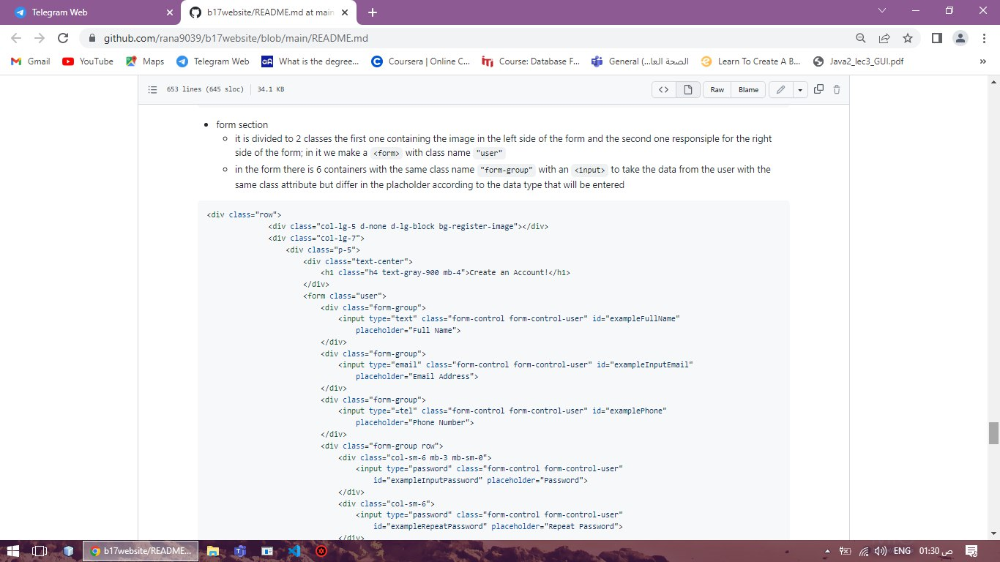 Telegram Web
b17website/README.md at main
github.com/rana9039/b17website/blob/main/README.md
Gmail
YouTube
Maps
Telegram Web
What is the degree...
Coursera | Online C...
Course: Database F...
General (...الصحة العا
Learn To Create A B...
Java2_lec3_GUI.pdf
»
653 lines (645 sloc)
34.1 KB
<> Raw Blame
• form section
it is divided to 2 classes the first one containing the image in the left side of the form and the second one responsiple for the right
side of the form; in it we make a <form> with class name "user"
in the form there is 6 containers with the same class name "form-group" with an <input> to take the data from the user with the
same class attribute but differ in the placholder according to the data type that will be entered
<div class="row">
<div class="col-lg-5 d-none d-lg-block bg-register-image"></div>
<div class="col-lg-7">
<div class="p-5">
<div class="text-center">
<h1 class="h4 text-gray-900 mb-4">Create an Account!</h1>
</div>
<form class="user">
<div class="form-group">
<input type="text" class="form-control form-control-user" id="exampleFullName"
placeholder="Full Name">
</div>
<div class="form-group">
<input type="email" class="form-control form-control-user" id="exampleInputEmail"
placeholder="Email Address">
</div>
<div class="form-group">
<input type="=tel" class="form-control form-control-user" id="examplePhone"
placeholder="Phone Number">
</div>
<div class="form-group row">
<div class="col-sm-6 mb-3 mb-sm-0">
<input type="password" class="form-control form-control-user"
id="exampleInputPassword" placeholder="Password">
</div>
<div class="col-sm-6">
<input type="password" class="form-control form-control-user"
id="exampleRepeatPassword" placeholder="Repeat Password">
</div>
b17website/README...
ENG
01:30 ص